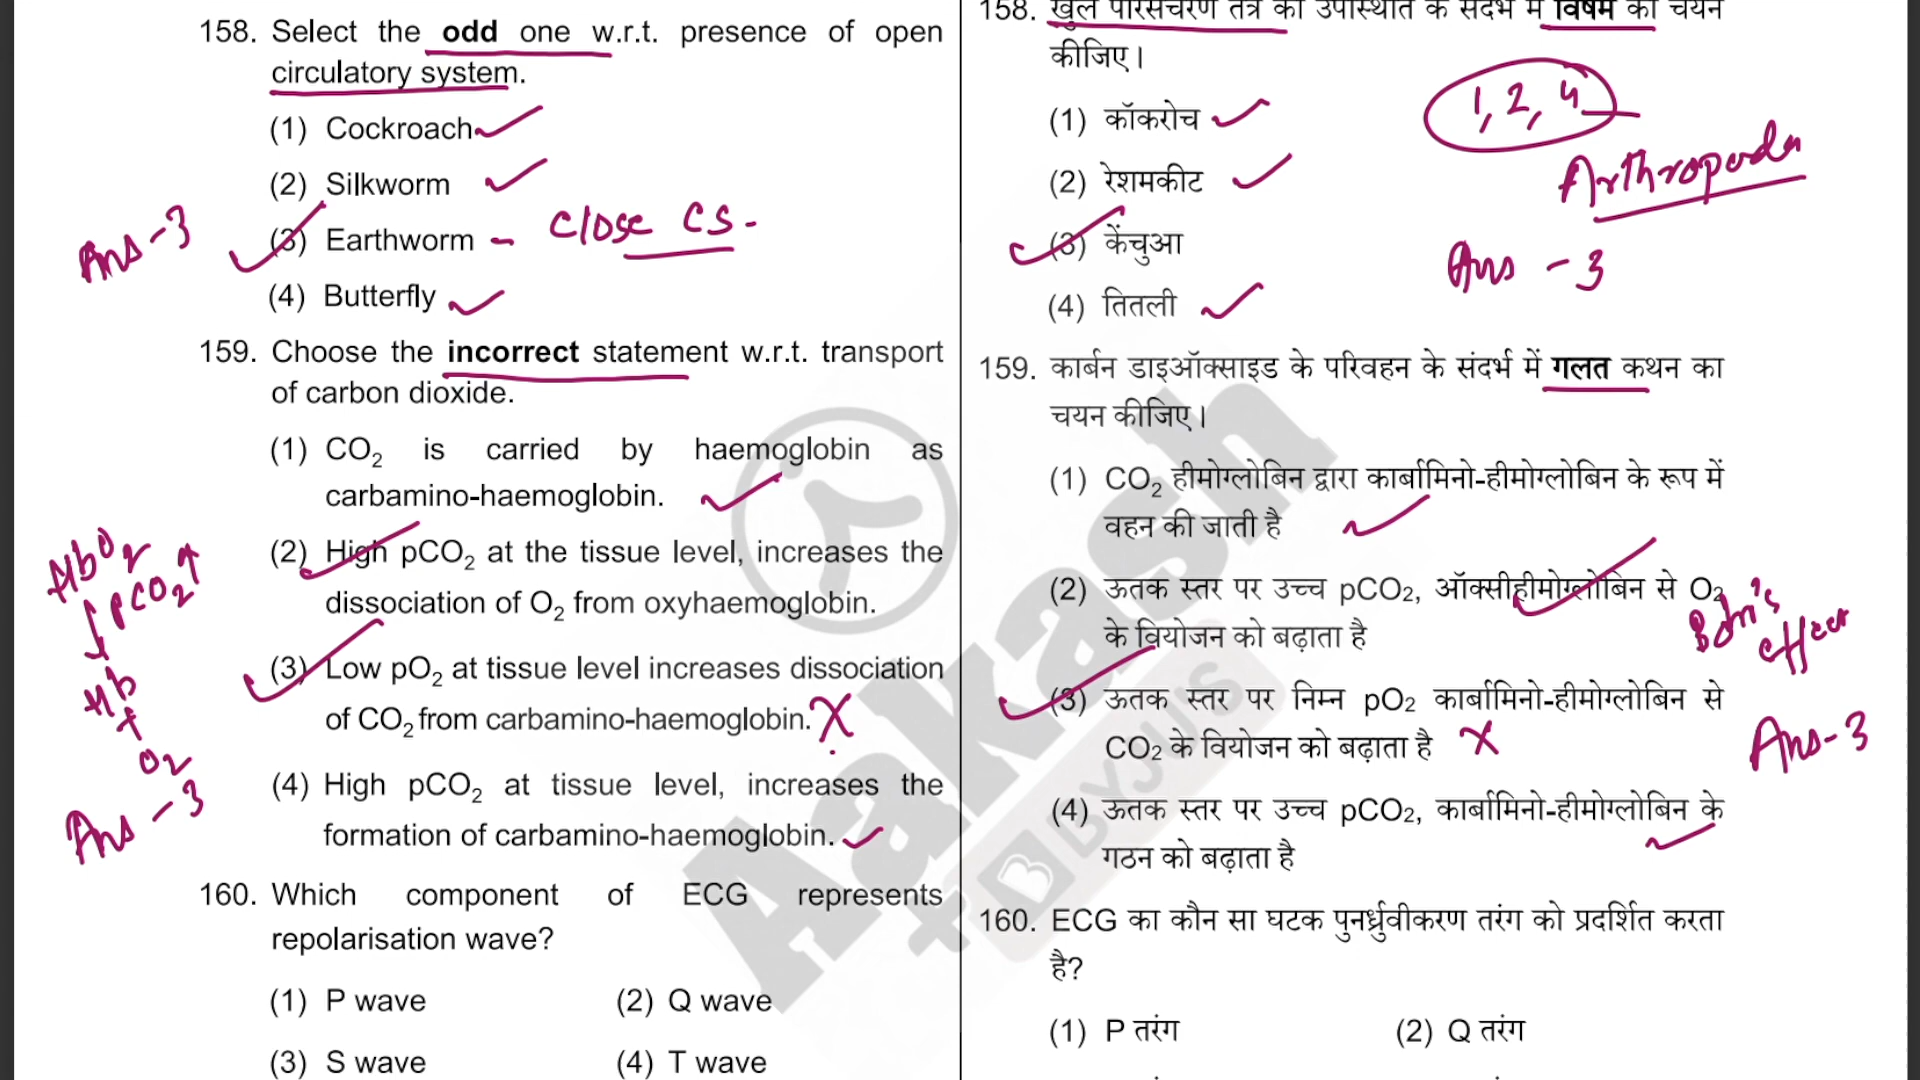 158. Select the odd one w.r.t. presence of open
circulatory system.
(1) Cockroach
(2) Silkworm
(3) Earthworm - Close CS.
(4) Butterfly
Ans-3
159. Choose the incorrect statement w.r.t. transport
of carbon dioxide.
(1) CO₂ is carried by haemoglobin as
carbamino-haemoglobin.
(2) High pCO₂ at the tissue level, increases the
dissociation of O₂ from oxyhaemoglobin.
(3) Low pO₂ at tissue level increases dissociation
of CO₂ from carbamino-haemoglobin. X
(4) High pCO₂ at tissue level, increases the
formation of carbamino-haemoglobin.
HbO₂
↓ pCO₂↑
Hb
+
O₂
Ans-3
160. Which component of ECG represents
repolarisation wave?
(1) P wave (2) Q wave
(3) S wave (4) T wave
158. खुले परिसंचरण तंत्र की उपस्थिति के संदर्भ में विषम का चयन
कीजिए।
(1) कॉकरोच
(2) रेशमकीट
(3) केंचुआ
(4) तितली
1, 2, 4
Arthropoda
Ans-3
159. कार्बन डाइऑक्साइड के परिवहन के संदर्भ में गलत कथन का
चयन कीजिए।
(1) CO₂ हीमोग्लोबिन द्वारा कार्बामिनो-हीमोग्लोबिन के रूप में
वहन की जाती है
(2) ऊतक स्तर पर उच्च pCO₂, ऑक्सीहीमोग्लोबिन से O₂
के वियोजन को बढ़ाता है
(3) ऊतक स्तर पर निम्न pO₂ कार्बामिनो-हीमोग्लोबिन से
CO₂ के वियोजन को बढ़ाता है X
(4) ऊतक स्तर पर उच्च pCO₂, कार्बामिनो-हीमोग्लोबिन के
गठन को बढ़ाता है
effect
Ans-3
160. ECG का कौन सा घटक पुनर्ध्रुवीकरण तरंग को प्रदर्शित करता
है?
(1) P तरंग (2) Q तरंग
Aakash
+ BYJU'S